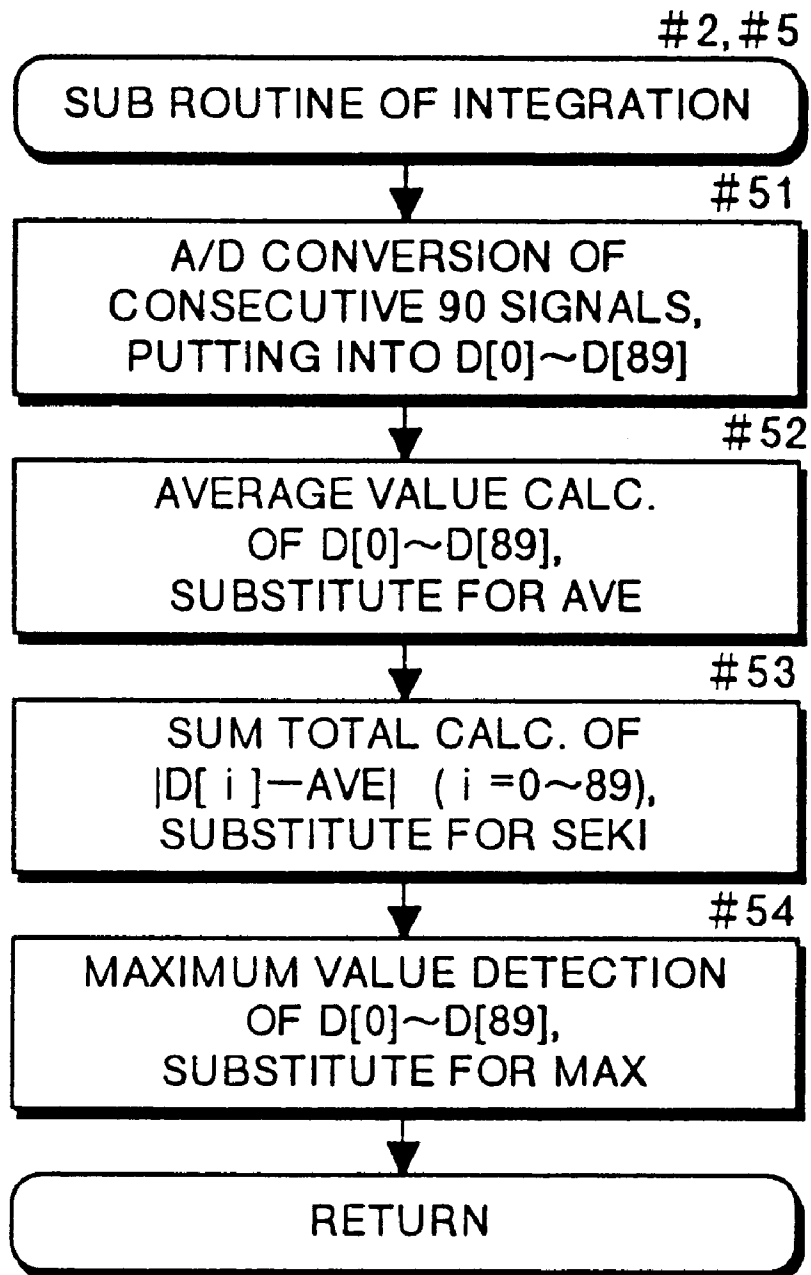 #2, #5
SUB ROUTINE OF INTEGRATION
#51
A/D CONVERSION OF
CONSECUTIVE 90 SIGNALS,
PUTTING INTO D[0]~D[89]
#52
AVERAGE VALUE CALC.
OF D[0]~D[89],
SUBSTITUTE FOR AVE
#53
SUM TOTAL CALC. OF
|D[ i ]—AVE| ( i =0~89),
SUBSTITUTE FOR SEKI
#54
MAXIMUM VALUE DETECTION
OF D[0]~D[89],
SUBSTITUTE FOR MAX
RETURN